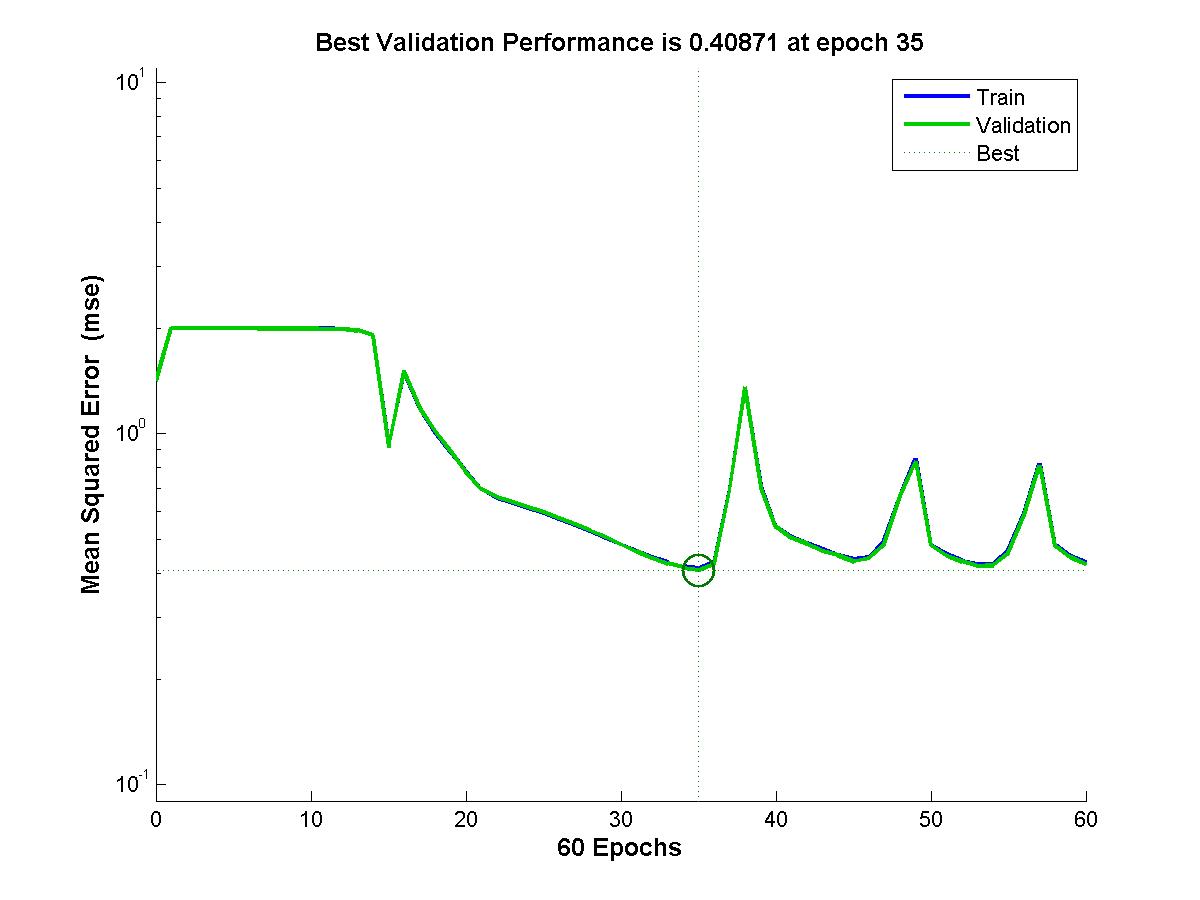 Best Validation Performance is 0.40871 at epoch 35
10^1
Train
Validation
Best
Mean Squared Error (mse)
10^0
10^-1
0 10 20 30 40 50 60
60 Epochs